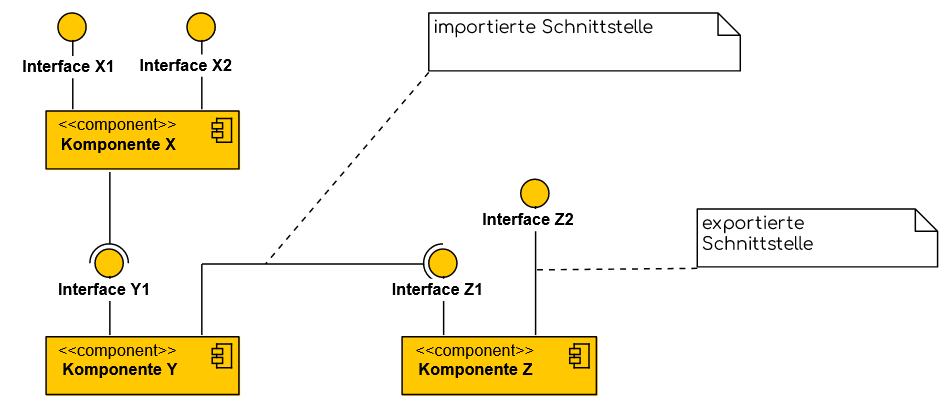 importierte Schnittstelle
Interface X1
Interface X2
<<component>>
Komponente X
Interface Z2
exportierte
Schnittstelle
Interface Y1
Interface Z1
<<component>>
Komponente Y
<<component>>
Komponente Z